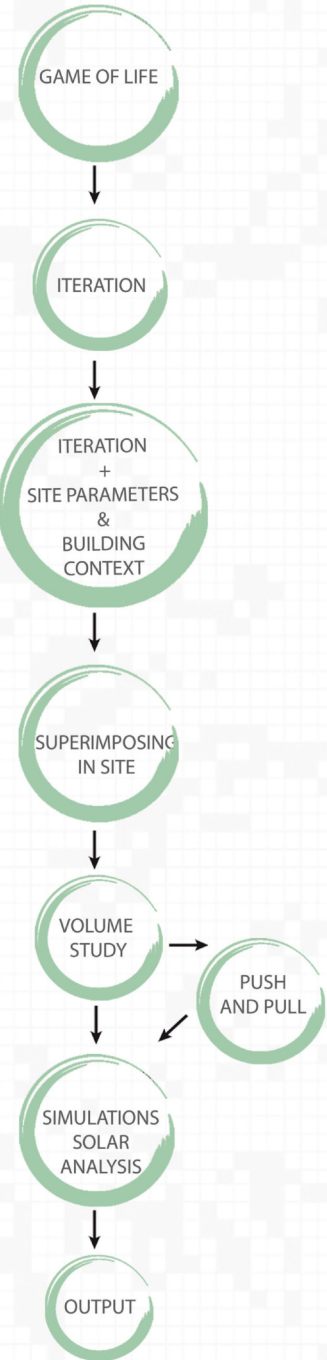 GAME OF LIFE
ITERATION
ITERATION
+
SITE PARAMETERS
&
BUILDING
CONTEXT
SUPERIMPOSING
IN SITE
VOLUME
STUDY
PUSH
AND PULL
SIMULATIONS
SOLAR
ANALYSIS
OUTPUT